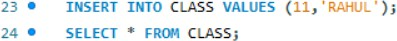 23 INSERT INTO CLASS VALUES (11,'RAHUL');
24 SELECT * FROM CLASS;